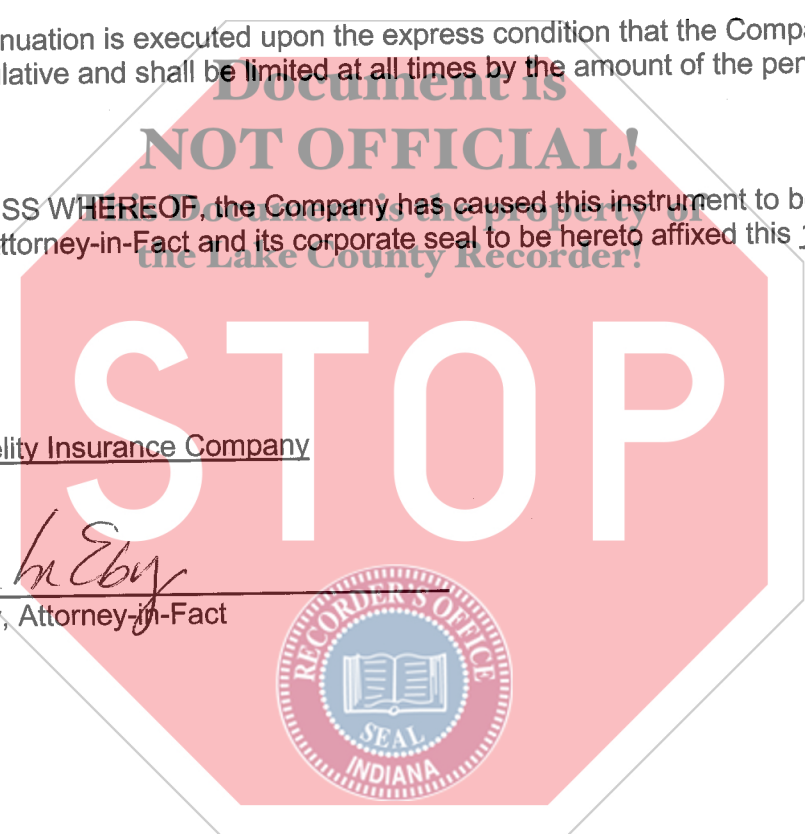 nuation is executed upon the express condition that the Compa
lative and shall be limited at all times by the amount of the pen
Document is
NOT OFFICIAL!
SS WHEREOF, the Company has caused this instrument to b
This Document is the property of
ttorney-in-Fact and its corporate seal to be hereto affixed this
the Lake County Recorder!
STOP
lity Insurance Company
Eby
, Attorney-in-Fact
RECORDER'S OFFICE
SEAL
INDIANA